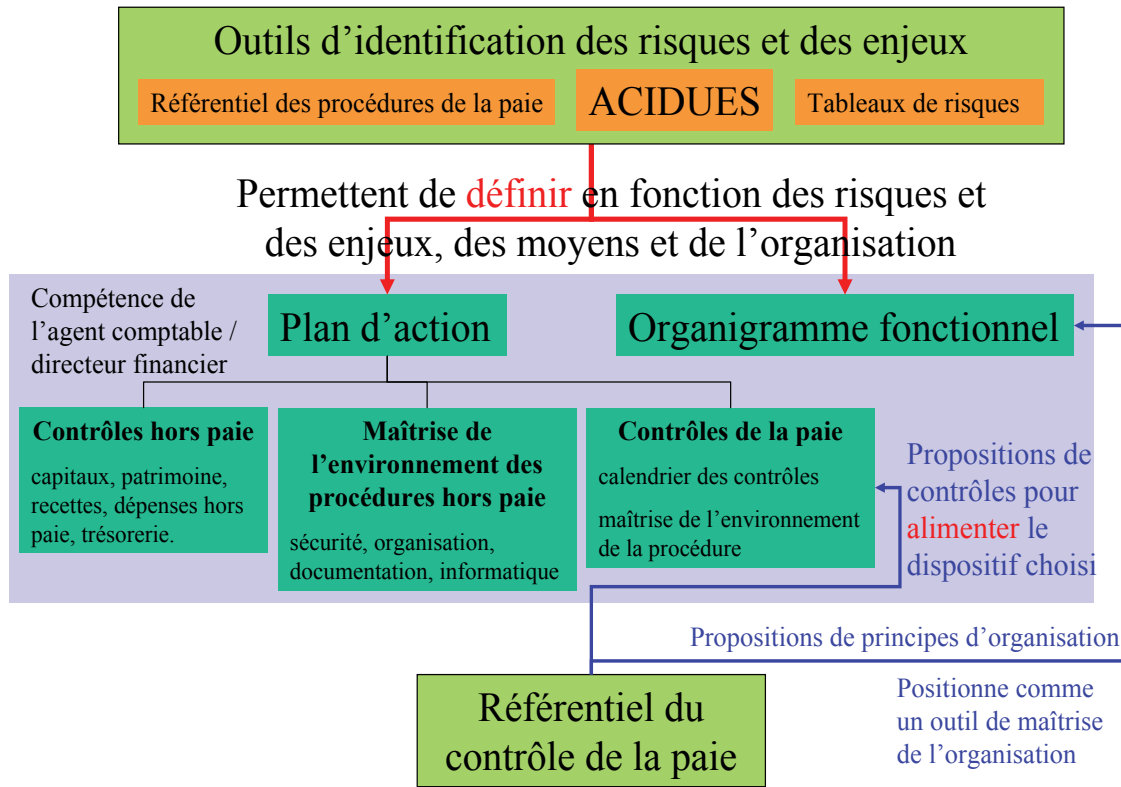 Outils d’identification des risques et des enjeux
Référentiel des procédures de la paie
ACIDUES
Tableaux de risques
Permettent de définir en fonction des risques et
des enjeux, des moyens et de l’organisation
Compétence de
l’agent comptable /
directeur financier
Plan d’action
Organigramme fonctionnel
Contrôles hors paie
capitaux, patrimoine,
recettes, dépenses hors
paie, trésorerie.
Maîtrise de
l’environnement des
procédures hors paie
sécurité, organisation,
documentation, informatique
Contrôles de la paie
calendrier des contrôles
maîtrise de l’environnement
de la procédure
Propositions de
contrôles pour
alimenter le
dispositif choisi
Propositions de principes d’organisation
Référentiel du
contrôle de la paie
Positionne comme
un outil de maîtrise
de l’organisation